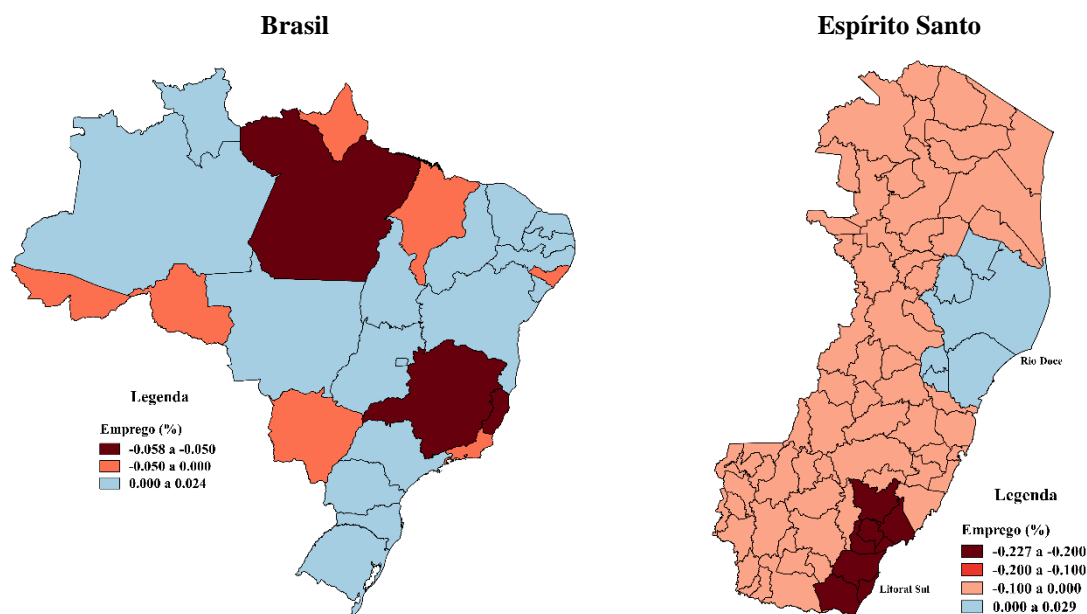 Brasil
Legenda
Emprego (%)
-0.058 a -0.050
-0.050 a 0.000
0.000 a 0.024
Espírito Santo
Rio Doce
Litoral Sul
Legenda
Emprego (%)
-0.227 a -0.200
-0.200 a -0.100
-0.100 a 0.000
0.000 a 0.029